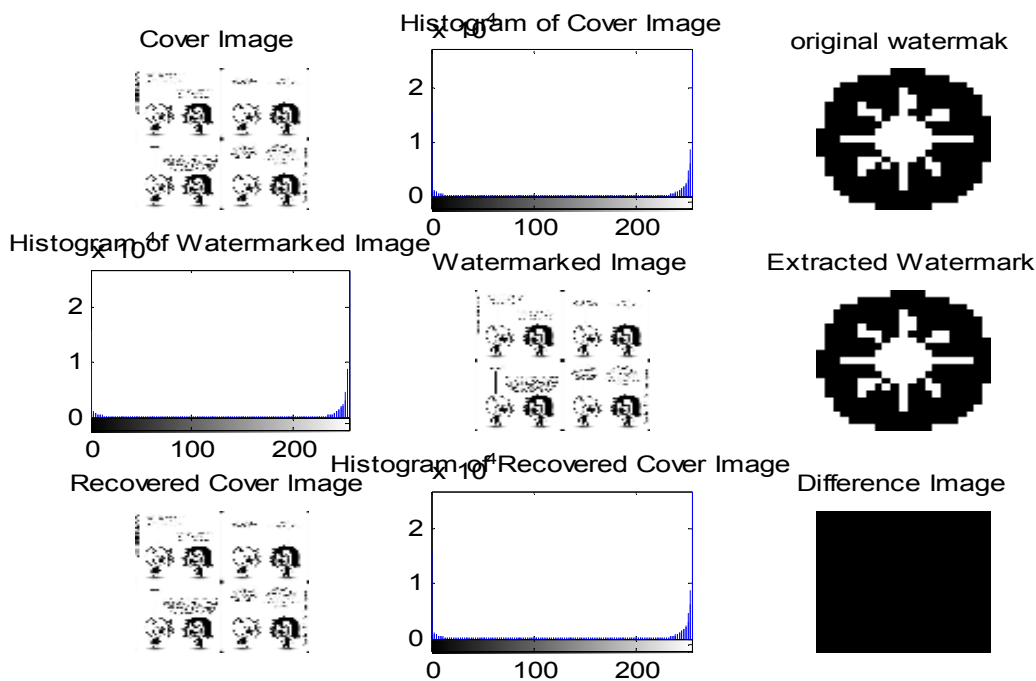 Cover Image
x 10^4
Histogram of Cover Image
original watermak
2
1
0
0 100 200
x 10^4
Histogram of Watermarked Image
Watermarked Image
Extracted Watermark
2
1
0
0 100 200
x 10^4
Histogram of Recovered Cover Image
Recovered Cover Image
Difference Image
2
1
0
0 100 200